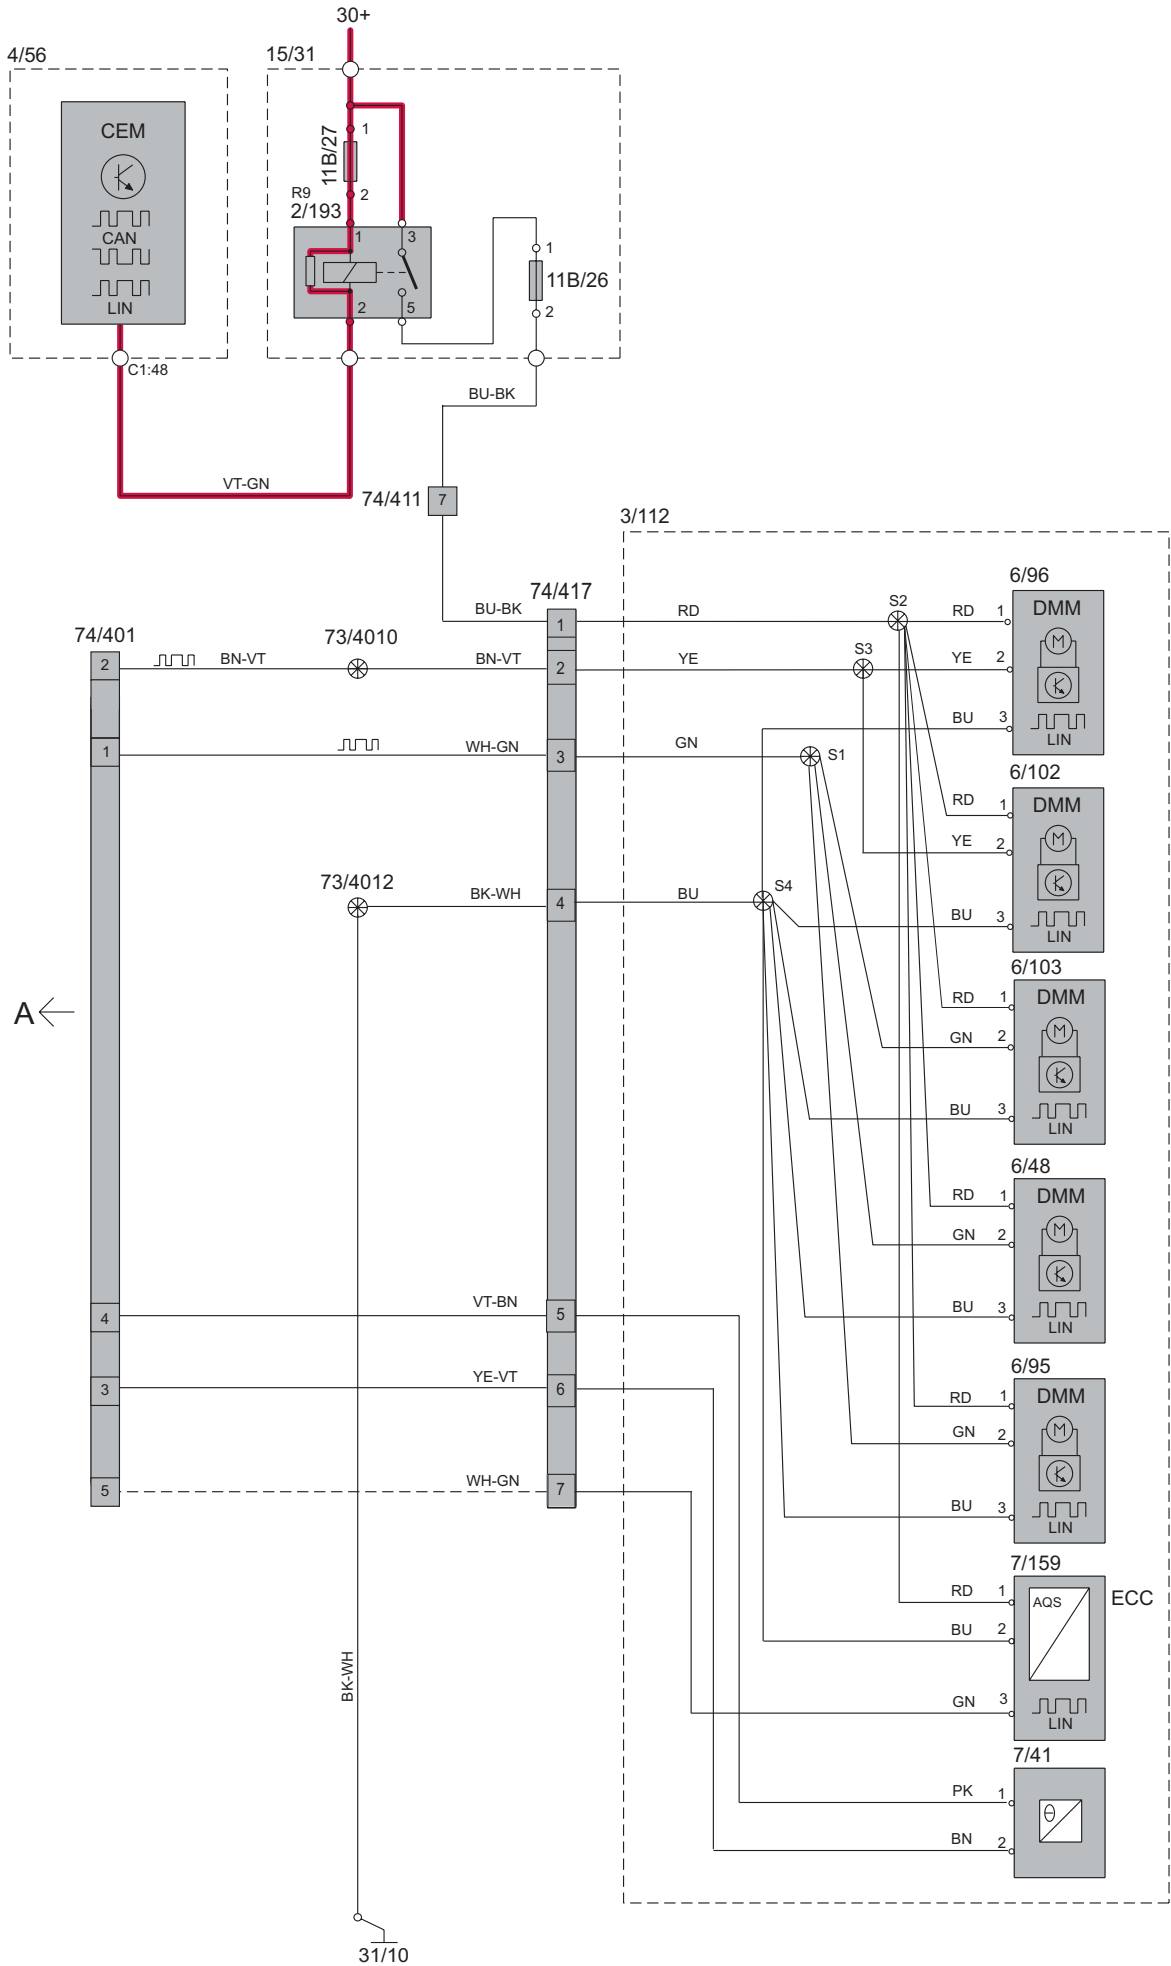 30+
4/56
15/31
CEM
CAN
LIN
C1:48
1
11B/27
2
R9
2/193
1
3
2
5
1
11B/26
2
BU-BK
VT-GN
74/411
7
3/112
74/417
BU-BK
1
RD
S2
RD
1
6/96
DMM
M
LIN
74/401
2
BN-VT
73/4010
BN-VT
2
YE
S3
YE
2
BU
3
1
WH-GN
3
GN
S1
6/102
DMM
M
LIN
RD
1
YE
2
BU
3
73/4012
BK-WH
4
BU
S4
6/103
DMM
M
LIN
RD
1
GN
2
BU
3
A
6/48
DMM
M
LIN
RD
1
GN
2
BU
3
4
VT-BN
5
3
YE-VT
6
5
WH-GN
7
6/95
DMM
M
LIN
RD
1
GN
2
BU
3
7/159
ECC
AQS
LIN
RD
1
BU
2
GN
3
BK-WH
7/41
PK
1
BN
2
31/10